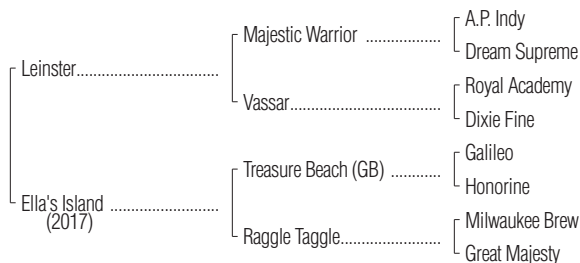 A.P. Indy
Majestic Warrior ..................
Dream Supreme
Leinster...................................
Royal Academy
Vassar.....................................
Dixie Fine
Galileo
Treasure Beach (GB) ............
Honorine
Ella's Island ...........................
(2017)
Milwaukee Brew
Raggle Taggle.........................
Great Majesty